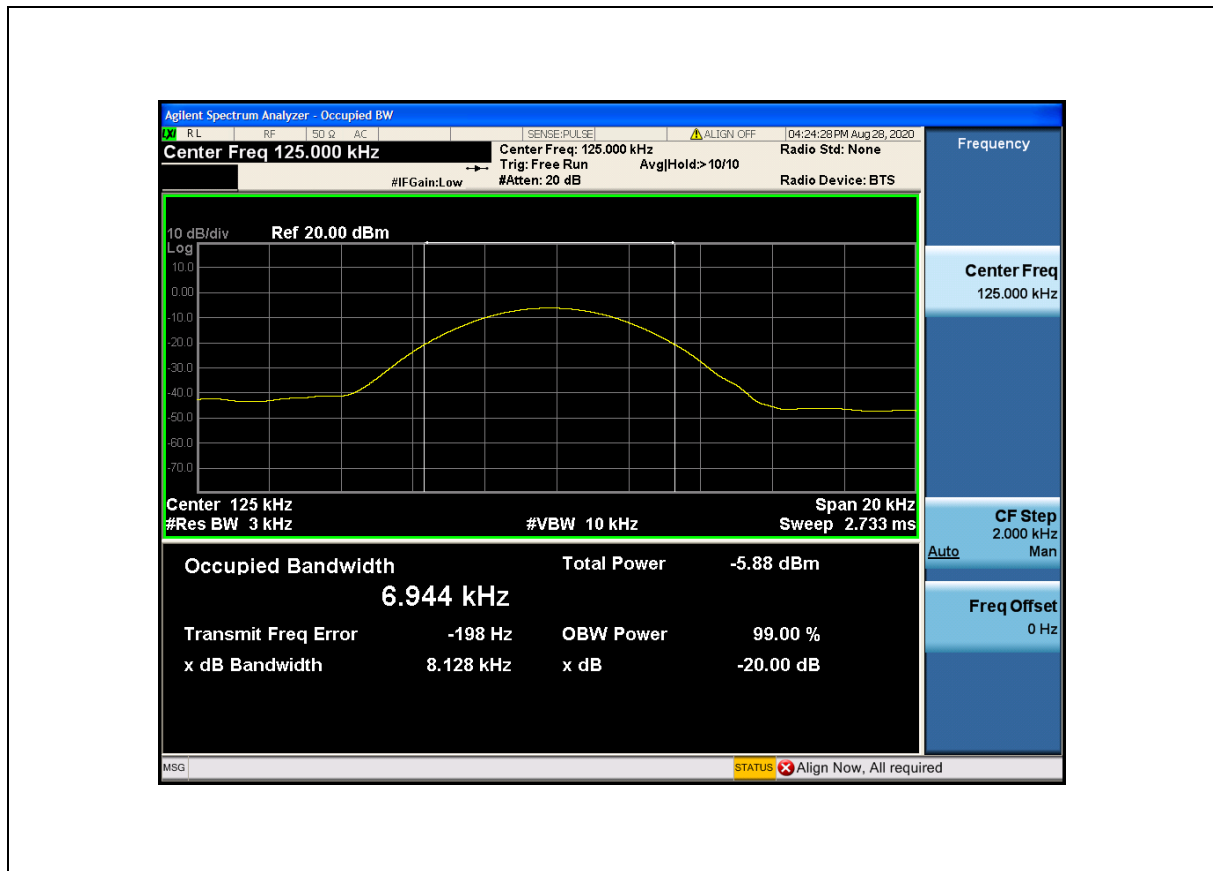 Agilent Spectrum Analyzer - Occupied BW
LXI RL RF 50 Ω AC SENSE:PULSE ALIGN OFF 04:24:28 PM Aug 28, 2020
Center Freq 125.000 kHz
Center Freq: 125.000 kHz
Radio Std: None
Trig: Free Run Avg|Hold:> 10/10
#IFGain:Low
#Atten: 20 dB
Radio Device: BTS
10 dB/div Ref 20.00 dBm
Log
10.0
0.00
-10.0
-20.0
-30.0
-40.0
-50.0
-60.0
-70.0
Center 125 kHz Span 20 kHz
#Res BW 3 kHz #VBW 10 kHz Sweep 2.733 ms
Occupied Bandwidth Total Power -5.88 dBm
6.944 kHz
Transmit Freq Error -198 Hz OBW Power 99.00 %
x dB Bandwidth 8.128 kHz x dB -20.00 dB
Frequency
Center Freq
125.000 kHz
CF Step
2.000 kHz
Auto Man
Freq Offset
0 Hz
MSG STATUS Align Now, All required